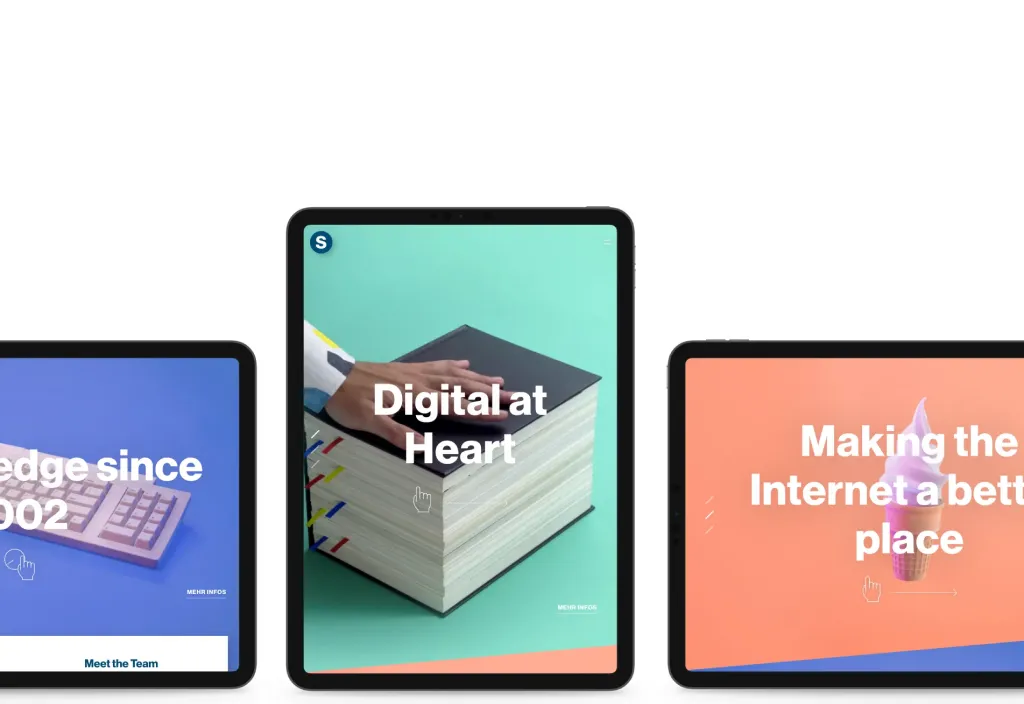 edge since
002
MEHR INFOS
Meet the Team
S
Digital at
Heart
MEHR INFOS
Making the
Internet a bett
place